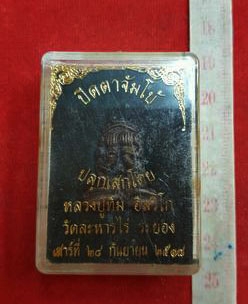 ปิดตาจัมโบ้
ปลุกเสกโดย
หลวงปู่ทิม อิสริโก
วัดละหารไร่ ระยอง
เสาร์ที่ ๒๘ กันยายน ๒๕๑๘
25